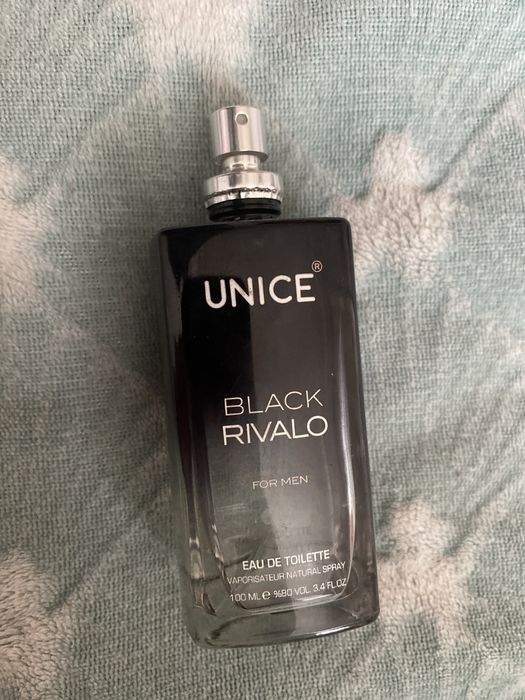 UNICE®
BLACK
RIVALO
FOR MEN
EAU DE TOILETTE
VAPORISATEUR NATURAL SPRAY
100 ML ℮ %80 VOL. 3.4 FL.OZ